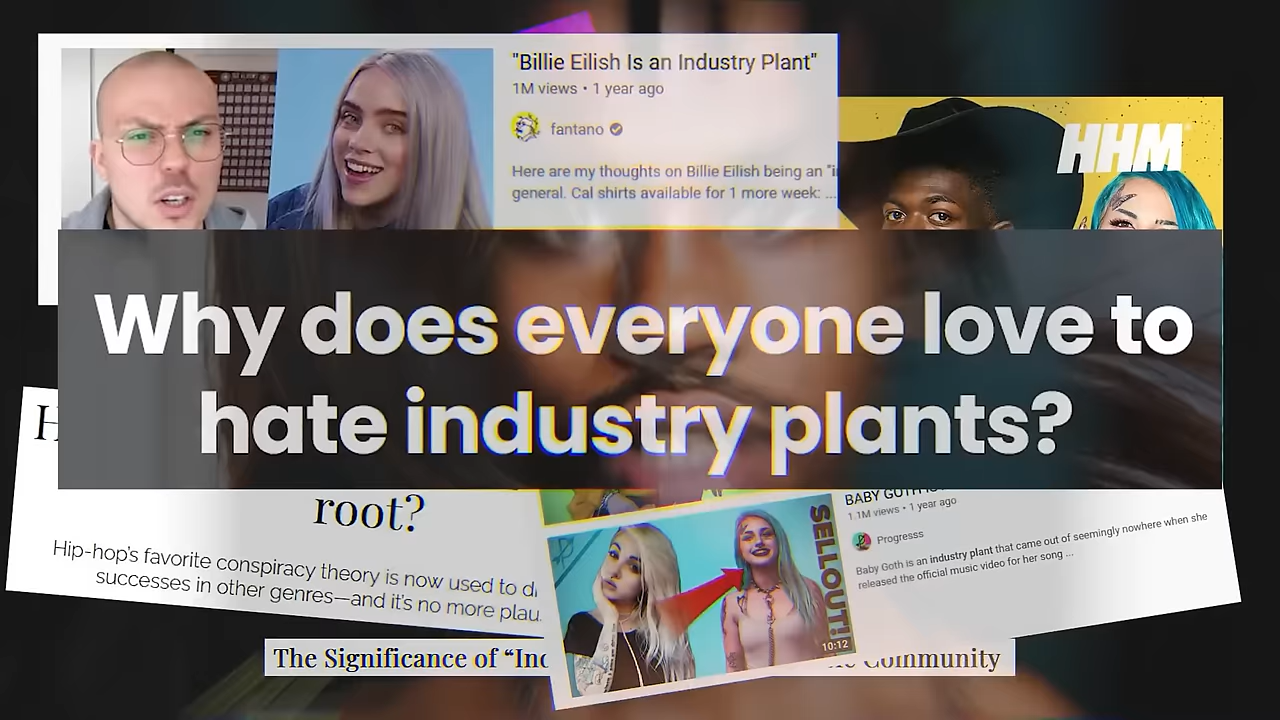 "Billie Eilish Is an Industry Plant"
1M views • 1 year ago
fantano
Here are my thoughts on Billie Eilish being an
general. Cal shirts available for 1 more week: ...
HHM
Why does everyone love to
hate industry plants?
root?
Hip-hop's favorite conspiracy theory is now used to
successes in other genres—and it's no more
SELLOUT!
10:12
BABY GOTH
1.1M views • 1 year ago
Progresss
Baby Goth is an industry plant that came out of seemingly nowhere when she
released the official music video for her song ...
The Significance of
Community